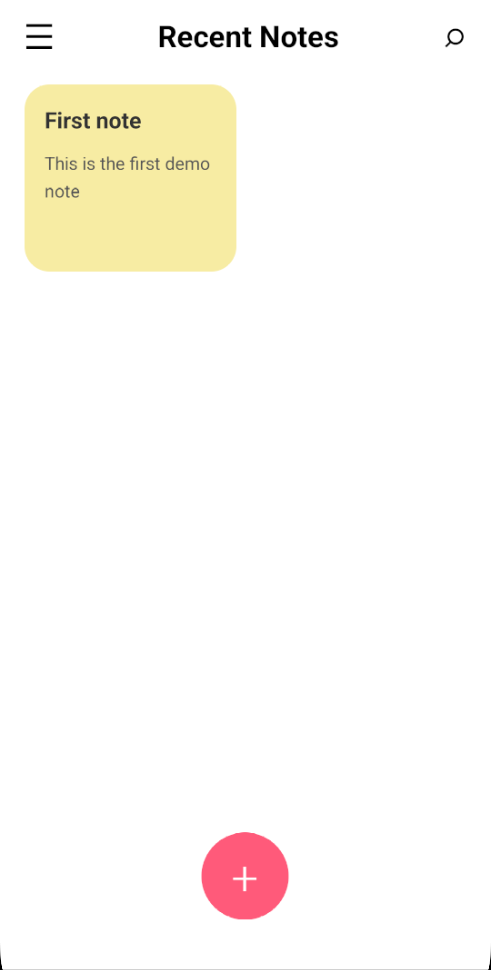 Recent Notes
First note
This is the first demo
note